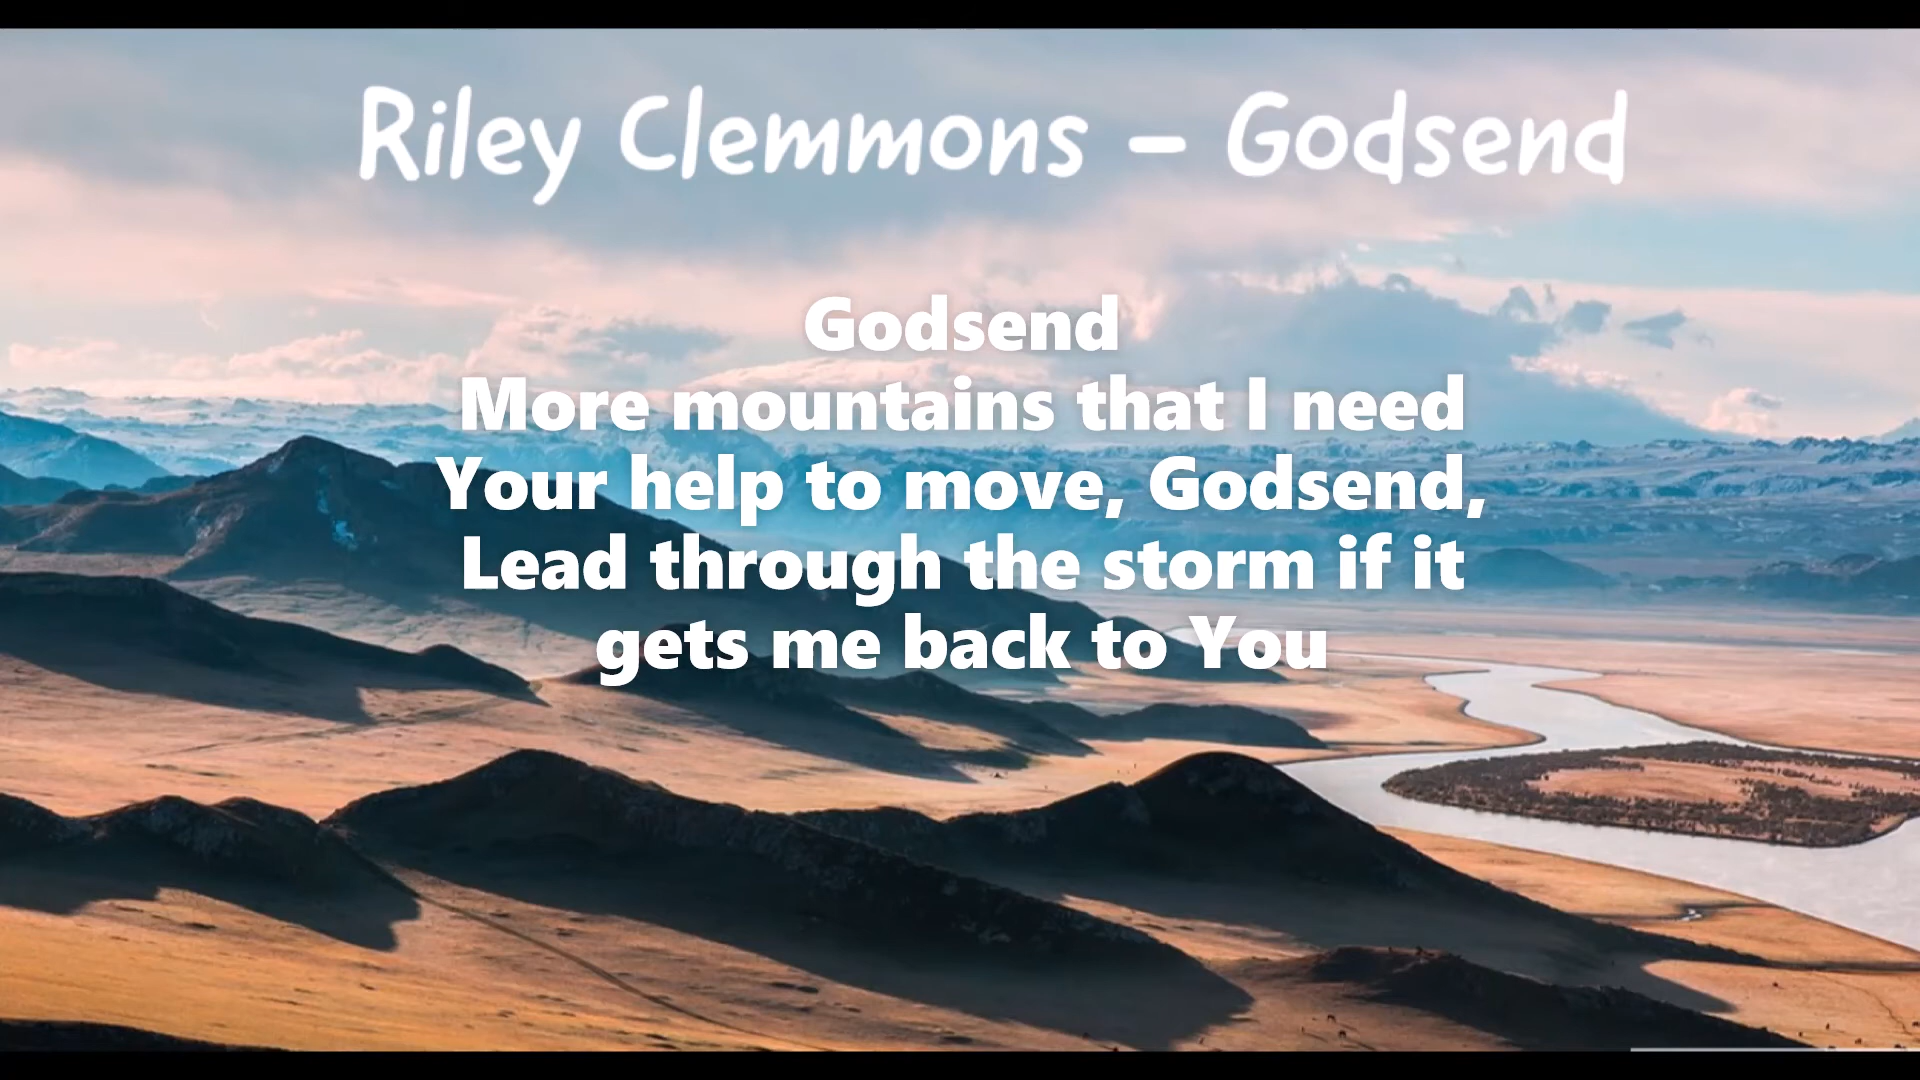 Riley Clemmons – Godsend
Godsend
More mountains that I need
Your help to move, Godsend,
Lead through the storm if it
gets me back to You